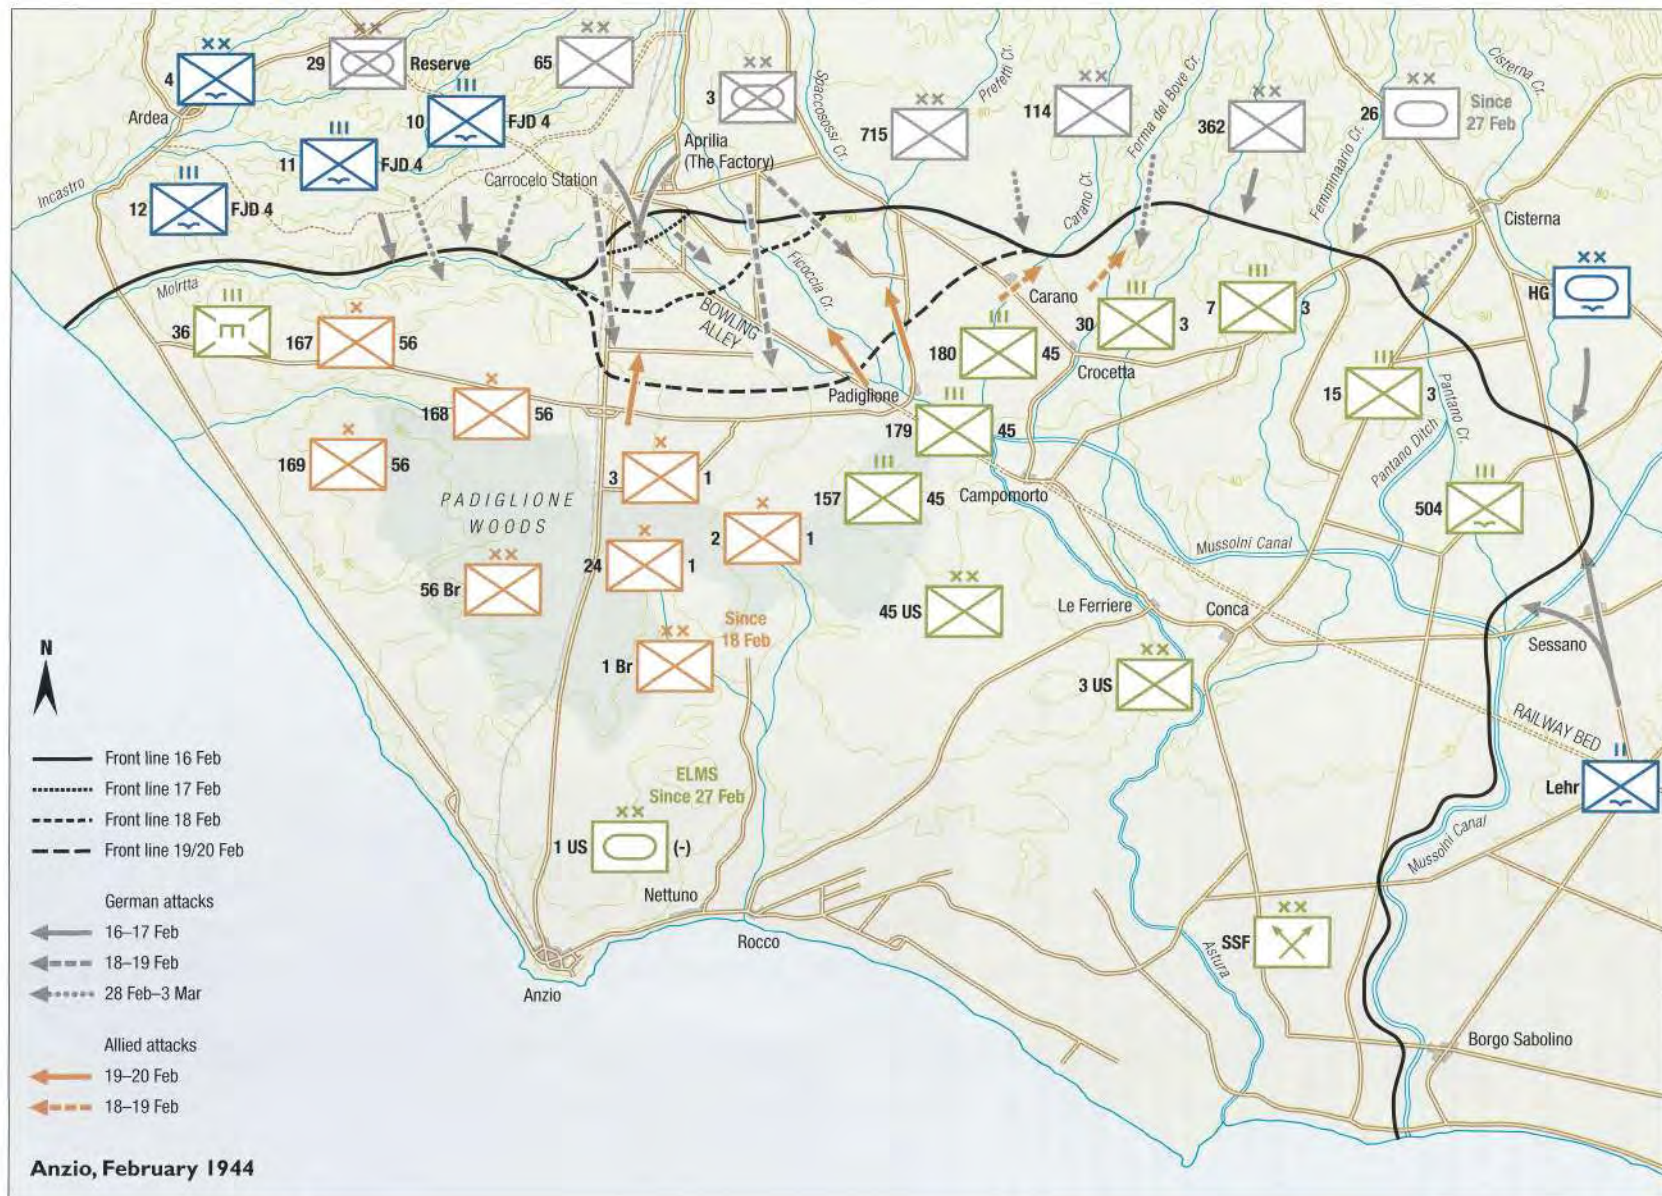 4
Ardea
29
Reserve
65
10
FJD 4
11
FJD 4
12
FJD 4
Incastro
Carrocelo Station
3
Aprilia
(The Factory)
Spaccosossi Cr.
715
Prefetti Cr.
114
Forma del Bove Cr.
362
26
Since
27 Feb
Cisterna Cr.
Carano Cr.
Femminario Cr.
Cisterna
HG
Molrtta
36
167
56
168
56
169
56
BOWLING
ALLEY
Ficoccia Cr.
Carano
30
3
7
3
180
45
Crocetta
Padiglione
179
45
15
3
Pantano Cr.
Pantano Ditch
157
45
Campomorto
504
3
1
PADIGLIONE
WOODS
2
1
24
1
56 Br
Since
18 Feb
1 Br
45 US
Mussolni Canal
Le Ferriere
Conca
Sessano
3 US
RAILWAY BED
Lehr
Mussolni Canal
N
ELMS
Since 27 Feb
1 US
(-)
Nettuno
Rocco
Anzio
SSF
Astura
Borgo Sabolino
Front line 16 Feb
Front line 17 Feb
Front line 18 Feb
Front line 19/20 Feb
German attacks
16–17 Feb
18–19 Feb
28 Feb–3 Mar
Allied attacks
19–20 Feb
18–19 Feb
Anzio, February 1944